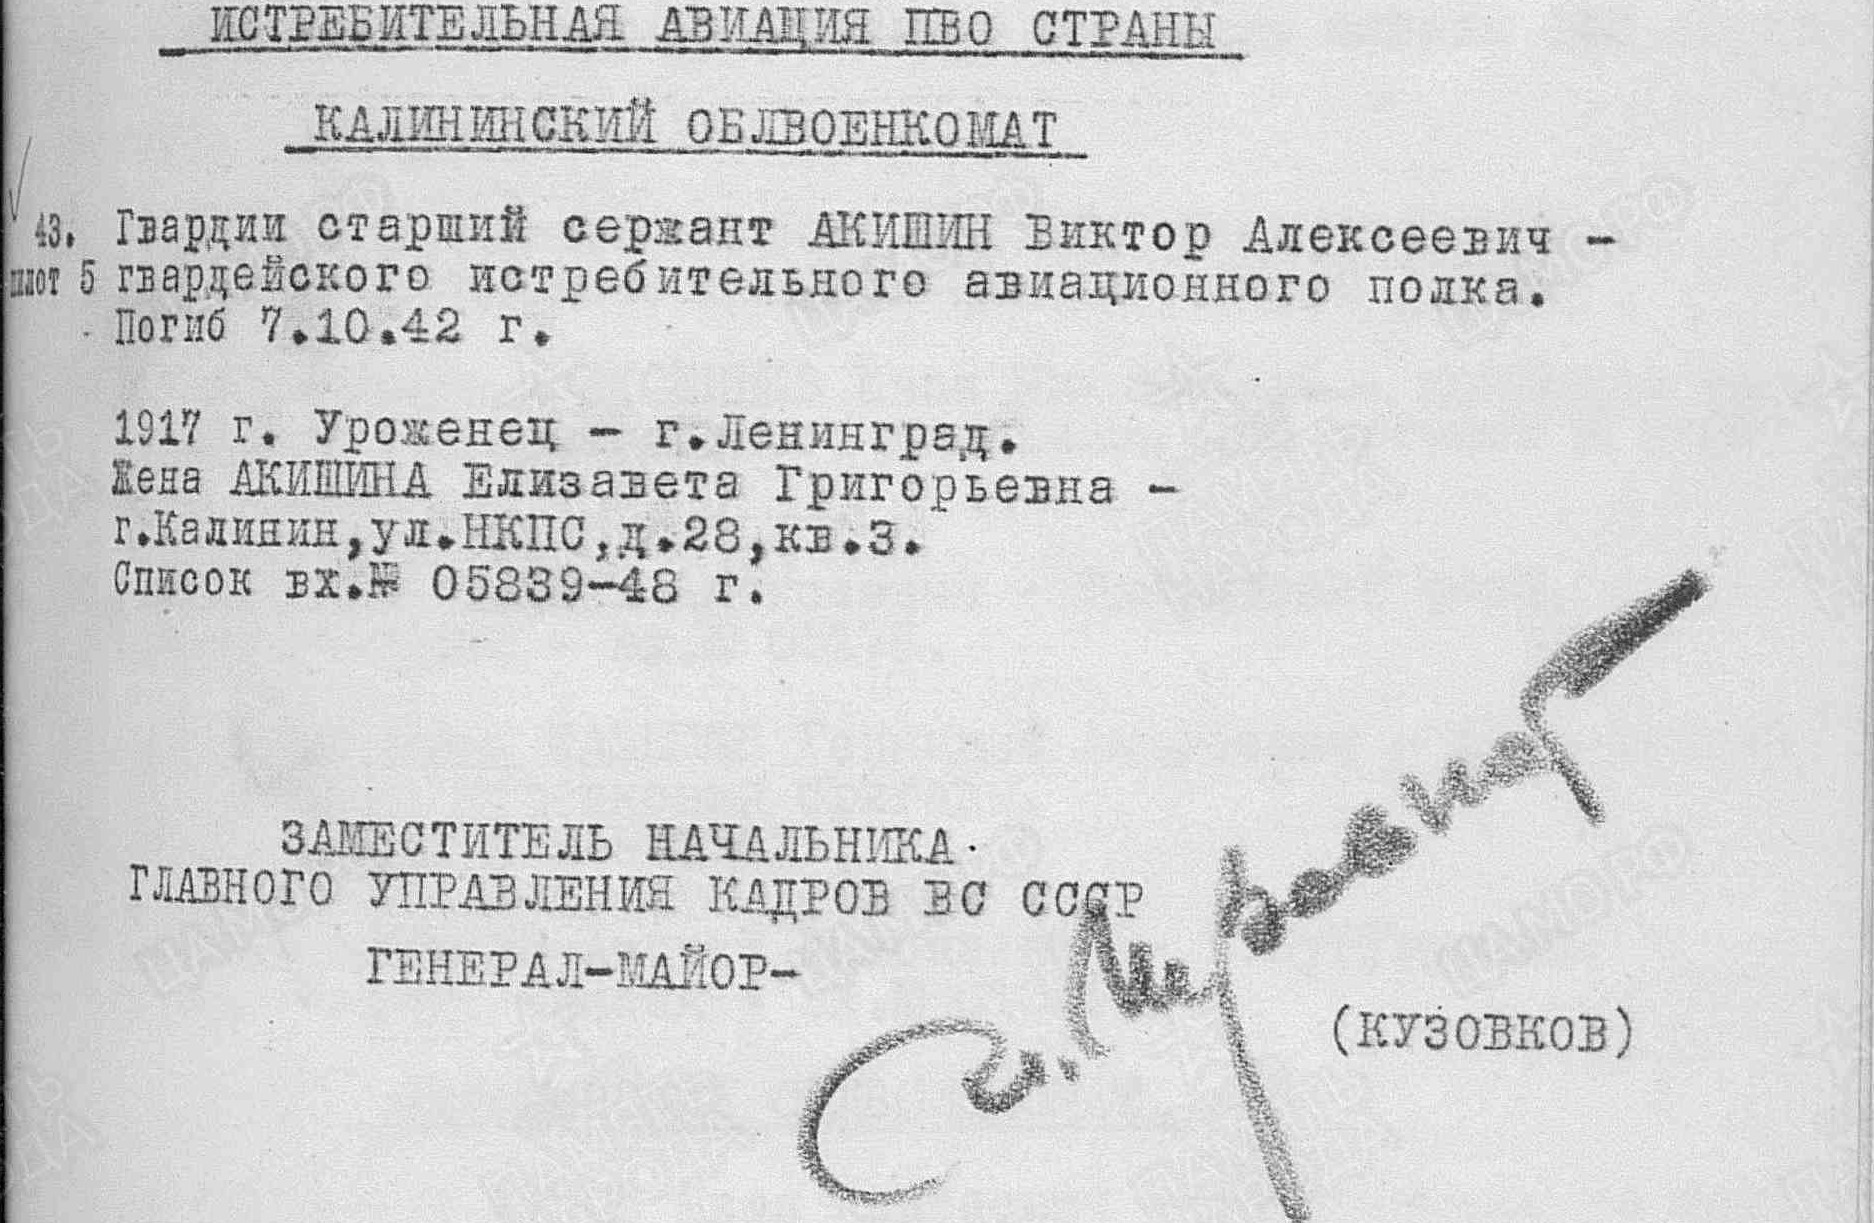 ИСТРЕБИТЕЛЬНАЯ АВИАЦИЯ ПВО СТРАНЫ
КАЛИНИНСКИЙ ОБЛВОЕНКОМАТ
43. Гвардии старший сержант АКИШИН Виктор Алексеевич -
пилот 5 гвардейского истребительного авиационного полка.
Погиб 7.10.42 г.
1917 г. Уроженец - г.Ленинград.
Жена АКИШИНА Елизавета Григорьевна -
г.Калинин,ул.НКПС,д.28,кв.3.
Список вх.№ 05839-48 г.
ЗАМЕСТИТЕЛЬ НАЧАЛЬНИКА
ГЛАВНОГО УПРАВЛЕНИЯ КАДРОВ ВС СССР
ГЕНЕРАЛ-МАЙОР-
(КУЗОВКОВ)